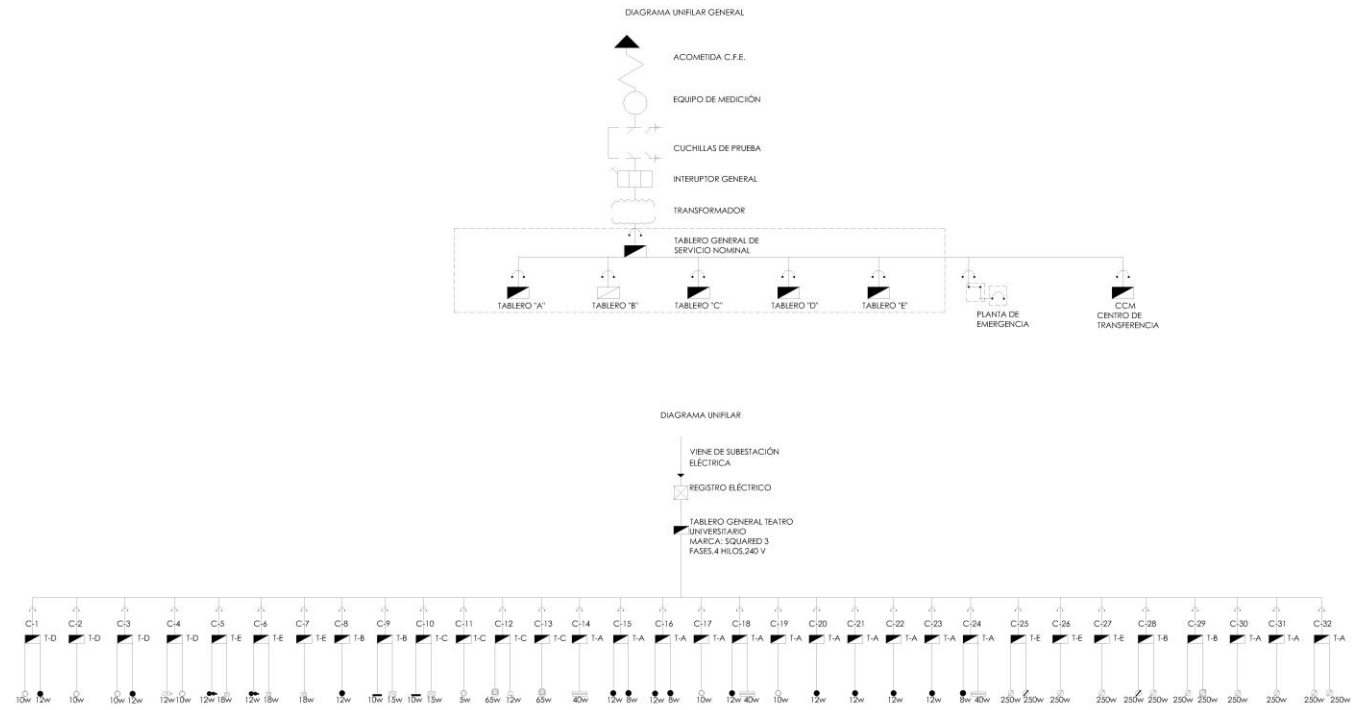 DIAGRAMA UNIFILAR GENERAL
ACOMETIDA C.F.E.
EQUIPO DE MEDICIIÓN
CUCHILLAS DE PRUEBA
INTERUPTOR GENERAL
TRANSFORMADOR
TABLERO GENERAL DE
SERVICIO NOMINAL
TABLERO "A" TABLERO "B" TABLERO "C" TABLERO "D" TABLERO "E"
PLANTA DE
EMERGENCIA
CCM
CENTRO DE
TRANSFERENCIA
DIAGRAMA UNIFILAR
VIENE DE SUBESTACIÓN
ELÉCTRICA
REGISTRO ELÉCTRICO
TABLERO GENERAL TEATRO
UNIVERSITARIO
MARCA: SQUARED 3
FASES,4 HILOS,240 V
C-1 C-2 C-3 C-4 C-5 C-6 C-7 C-8 C-9 C-10 C-11 C-12 C-13 C-14 C-15 C-16 C-17 C-18 C-19 C-20 C-21 C-22 C-23 C-24 C-25 C-26 C-27 C-28 C-29 C-30 C-31 C-32
T-D T-D T-D T-D T-E T-E T-E T-B T-B T-C T-C T-C T-C T-A T-A T-A T-A T-A T-A T-A T-A T-A T-A T-A T-E T-E T-E T-B T-B T-A T-A T-A
10w 12w 10w 10w 12w 12w 10w 12w 18w 12w 18w 18w 12w 10w 15w 10w 15w 5w 65w 12w 65w 40w 12w 8w 12w 8w 10w 12w 40w 10w 12w 12w 12w 12w 8w 40w 250w 250w 250w 250w 250w 250w 250w 250w 250w 250w 250w 250w